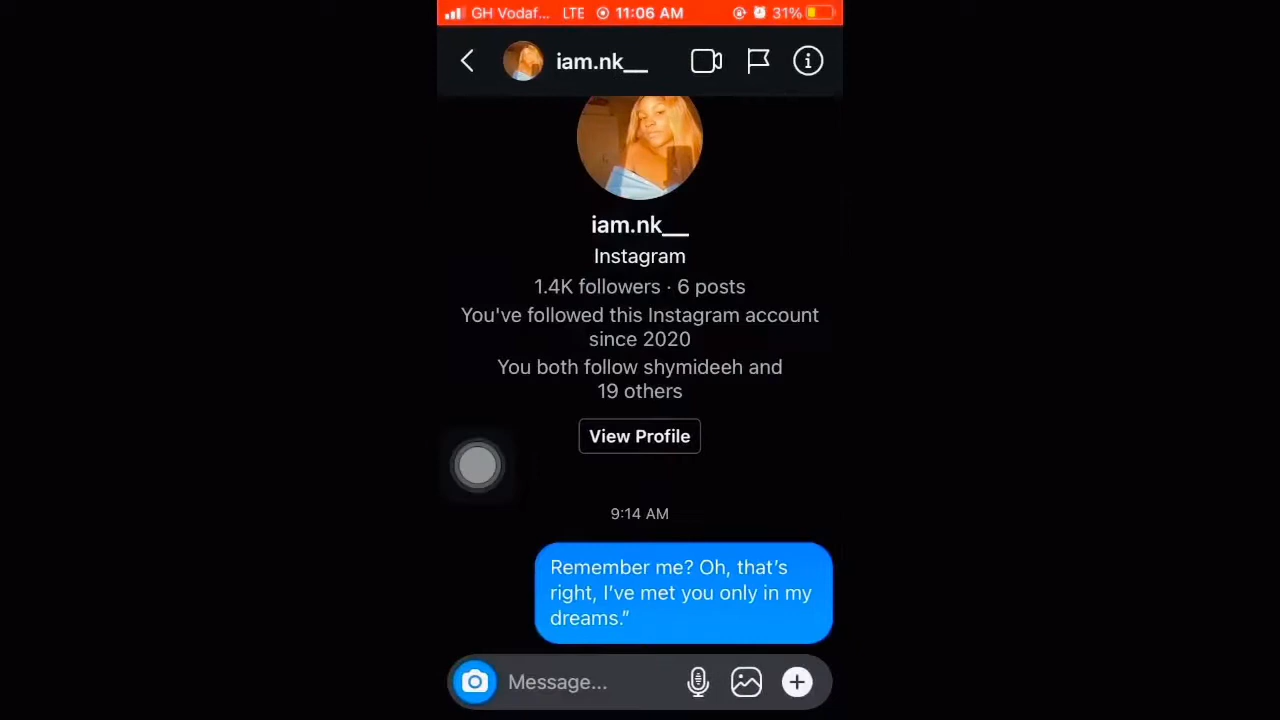 GH Vodaf... LTE 11:06 AM 31%
iam.nk__
iam.nk__
Instagram
1.4K followers · 6 posts
You've followed this Instagram account
since 2020
You both follow shymideeh and
19 others
View Profile
9:14 AM
Remember me? Oh, that’s
right, I’ve met you only in my
dreams.”
Message...